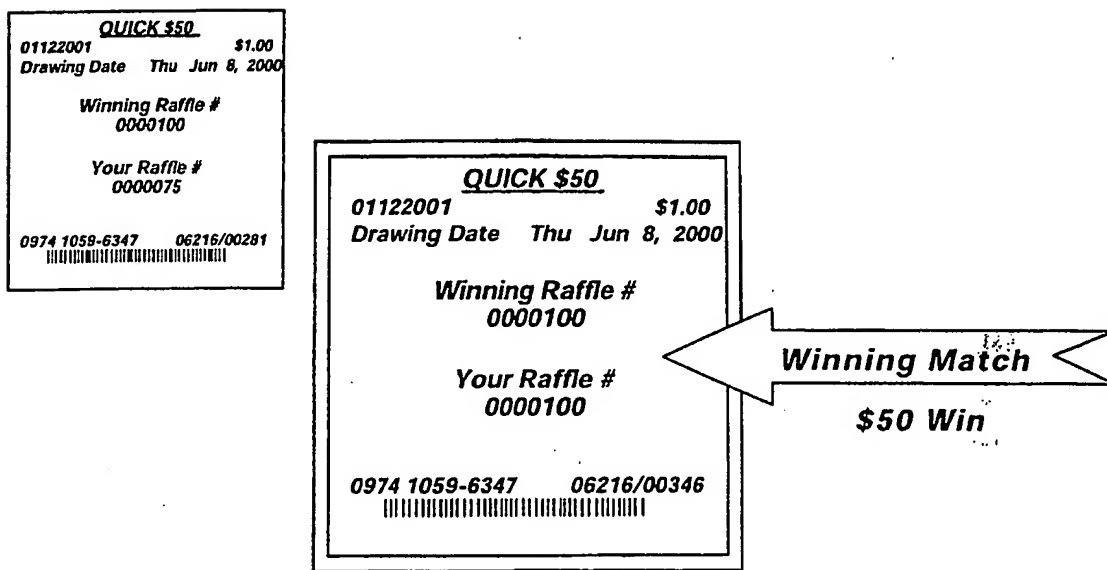 QUICK $50
01122001 $1.00
Drawing Date Thu Jun 8, 2000
Winning Raffle #
0000100
Your Raffle #
0000075
0974 1059-6347 06216/00281
QUICK $50
01122001 $1.00
Drawing Date Thu Jun 8, 2000
Winning Raffle #
0000100
Your Raffle #
0000100
0974 1059-6347 06216/00346
Winning Match
$50 Win